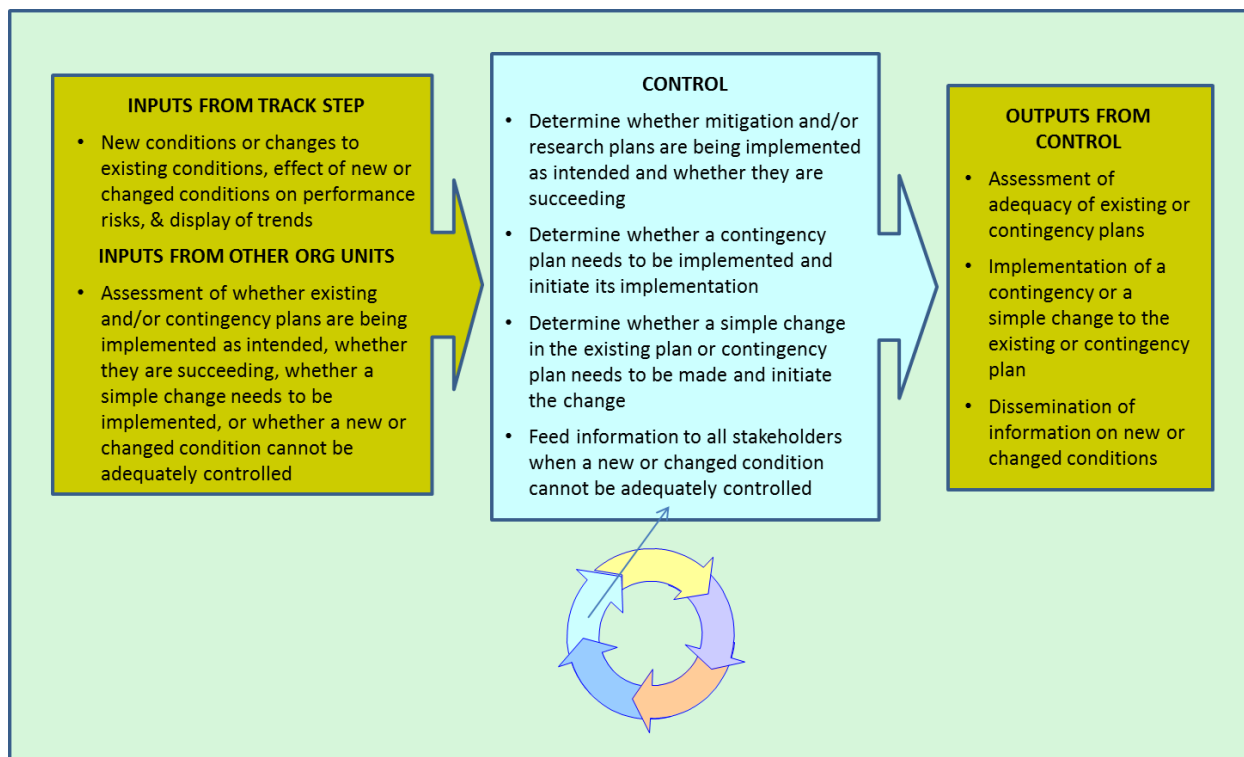 INPUTS FROM TRACK STEP
• New conditions or changes to
existing conditions, effect of new or
changed conditions on performance
risks, & display of trends
INPUTS FROM OTHER ORG UNITS
• Assessment of whether existing
and/or contingency plans are being
implemented as intended, whether
they are succeeding, whether a
simple change needs to be
implemented, or whether a new or
changed condition cannot be
adequately controlled
CONTROL
• Determine whether mitigation and/or
research plans are being implemented
as intended and whether they are
succeeding
• Determine whether a contingency
plan needs to be implemented and
initiate its implementation
• Determine whether a simple change
in the existing plan or contingency
plan needs to be made and initiate
the change
• Feed information to all stakeholders
when a new or changed condition
cannot be adequately controlled
OUTPUTS FROM
CONTROL
• Assessment of
adequacy of existing or
contingency plans
• Implementation of a
contingency or a
simple change to the
existing or contingency
plan
• Dissemination of
information on new or
changed conditions